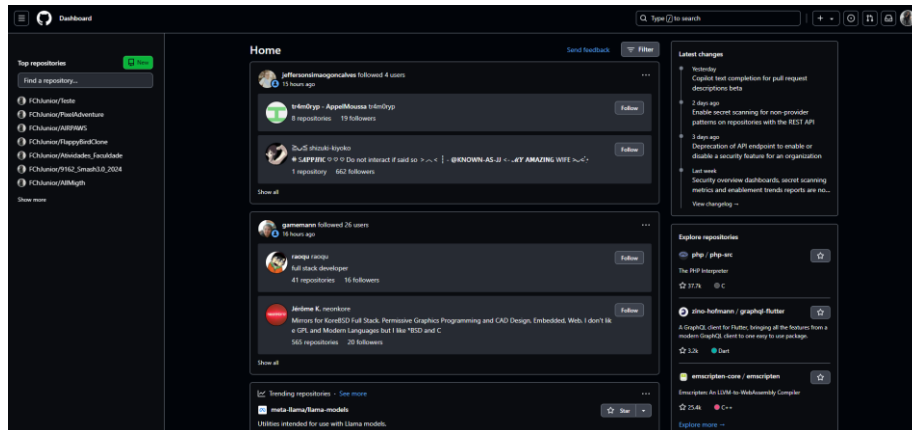 Dashboard
Type / to search
Top repositories
New
Find a repository...
FChJunior/Teste
FChJunior/PixelAdventure
FChJunior/AIRPAWS
FChJunior/FlappyBirdClone
FChJunior/Atividades_Faculdade
FChJunior/9162_Smash3.0_2024
FChJunior/AllMigth
Show more
Home
Send feedback
Filter
jeffersonsimaogoncalves followed 4 users
15 hours ago
tr4m0ryp - AppelMoussa tr4m0ryp
Follow
8 repositories 19 followers
shizuki-kiyoko
Follow
Do not interact if said so
@KNOWN-AS-JJ
AMAZING WIFE
1 repository 662 followers
Show all
gamemann followed 26 users
16 hours ago
raoqu raoqu
Follow
full stack developer
41 repositories 16 followers
Jérôme K. neonkore
Follow
Mirrors for KoreBSD Full Stack. Permissive Graphics Programming and CAD Design, Embedded, Web. I don't lik
e GPL and Modern Languages but I like *BSD and C
565 repositories 20 followers
Show all
Trending repositories · See more
meta-llama/llama-models
Star
Utilities intended for use with Llama models.
Latest changes
Yesterday
Copilot text completion for pull request
descriptions beta
2 days ago
Enable secret scanning for non-provider
patterns on repositories with the REST API
3 days ago
Deprecation of API endpoint to enable or
disable a security feature for an organization
Last week
Security overview dashboards, secret scanning
metrics and enablement trends reports are no...
View changelog →
Explore repositories
php / php-src
The PHP Interpreter
37.7k C
zino-hofmann / graphql-flutter
A GraphQL client for Flutter, bringing all the features from a
modern GraphQL client to one easy to use package.
3.2k Dart
emscripten-core / emscripten
Emscripten: An LLVM-to-WebAssembly Compiler
25.4k C++
Explore more →